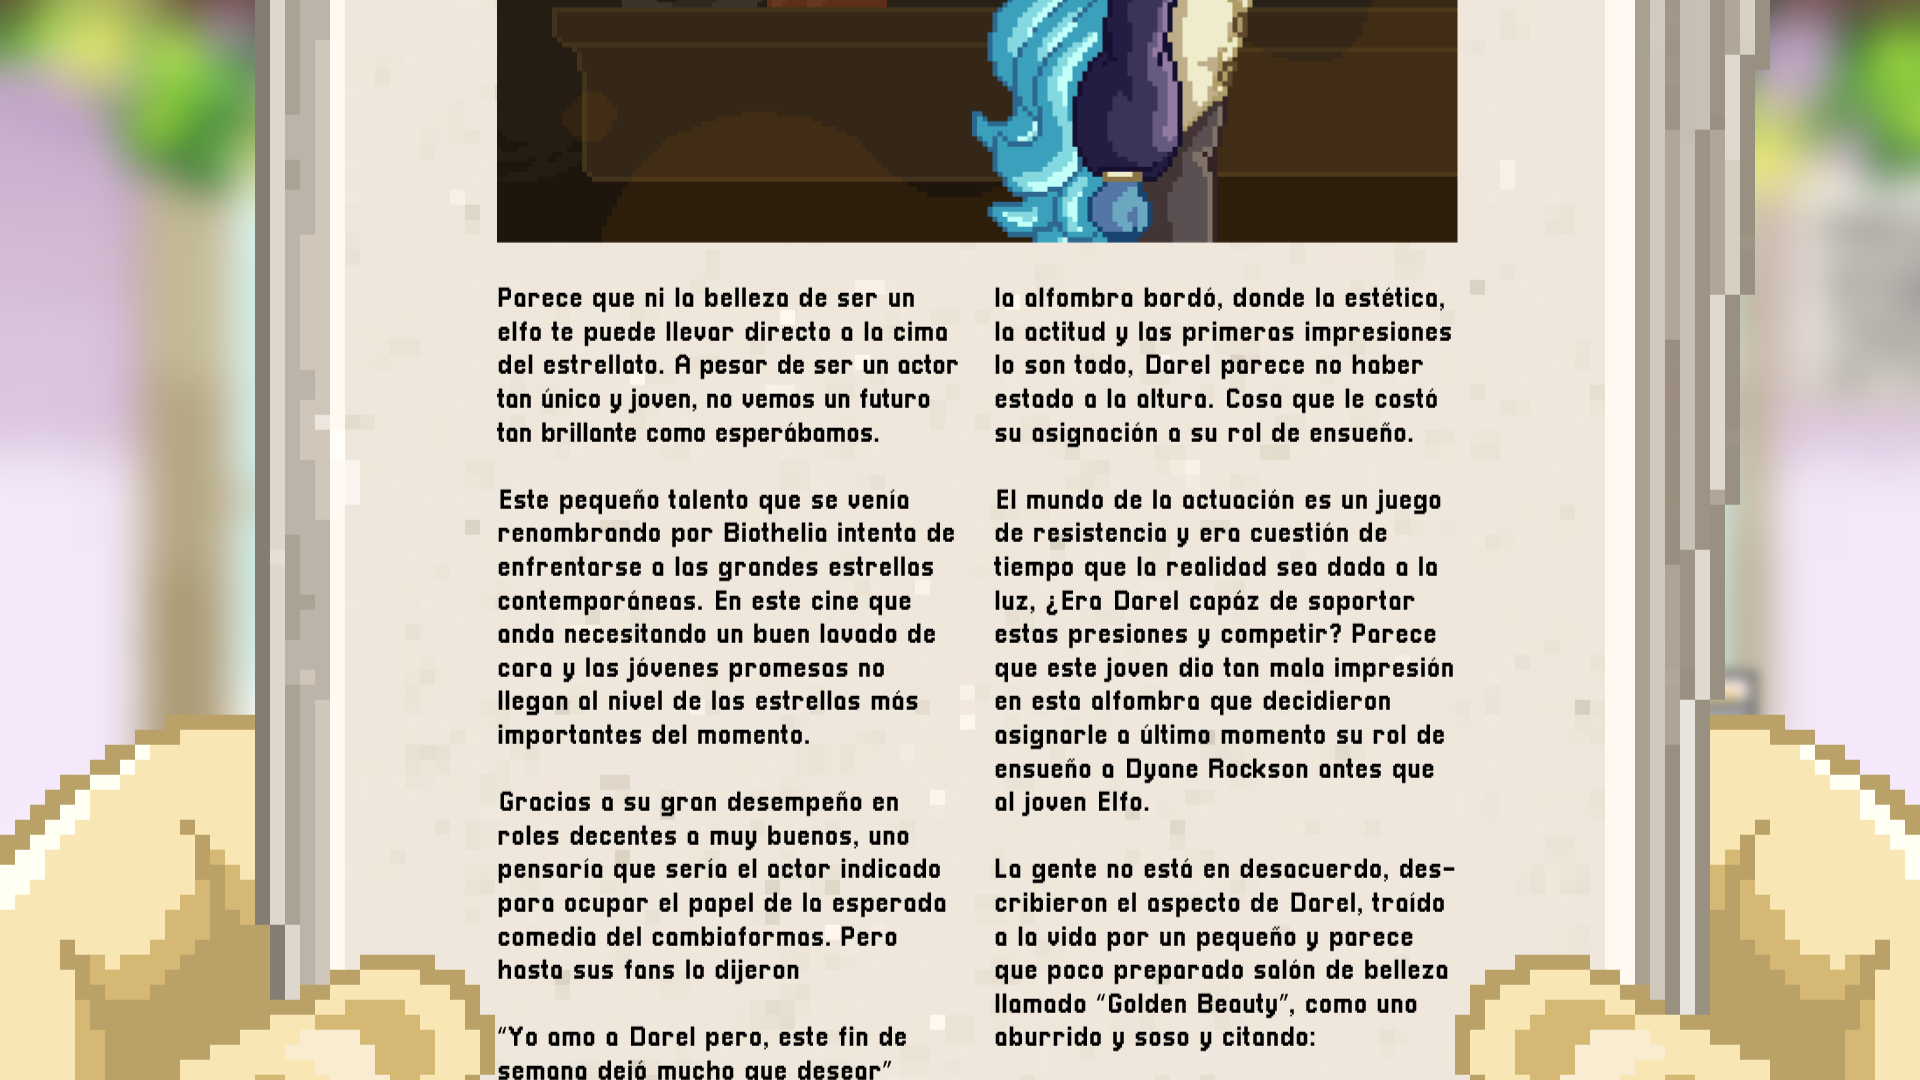 Parece que ni la belleza de ser un
elfo te puede llevar directo a la cima
del estrellato. A pesar de ser un actor
tan único y joven, no vemos un futuro
tan brillante como esperábamos.
Este pequeño talento que se venía
renombrando por Biothelia intenta de
enfrentarse a las grandes estrellas
contemporáneas. En este cine que
anda necesitando un buen lavado de
cara y las jóvenes promesas no
llegan al nivel de las estrellas más
importantes del momento.
Gracias a su gran desempeño en
roles decentes a muy buenos, uno
pensaría que sería el actor indicado
para ocupar el papel de la esperada
comedia del cambiaformas. Pero
hasta sus fans lo dijeron
“Yo amo a Darel pero, este fin de
semana dejó mucho que desear”
la alfombra bordó, donde la estética,
la actitud y las primeras impresiones
lo son todo, Darel parece no haber
estado a la altura. Cosa que le costó
su asignación a su rol de ensueño.
El mundo de la actuación es un juego
de resistencia y era cuestión de
tiempo que la realidad sea dada a la
luz, ¿Era Darel capáz de soportar
estas presiones y competir? Parece
que este joven dio tan mala impresión
en esta alfombra que decidieron
asignarle a último momento su rol de
ensueño a Dyane Rockson antes que
al joven Elfo.
La gente no está en desacuerdo, des-
cribieron el aspecto de Darel, traído
a la vida por un pequeño y parece
que poco preparado salón de belleza
llamado “Golden Beauty”, como uno
aburrido y soso y citando: